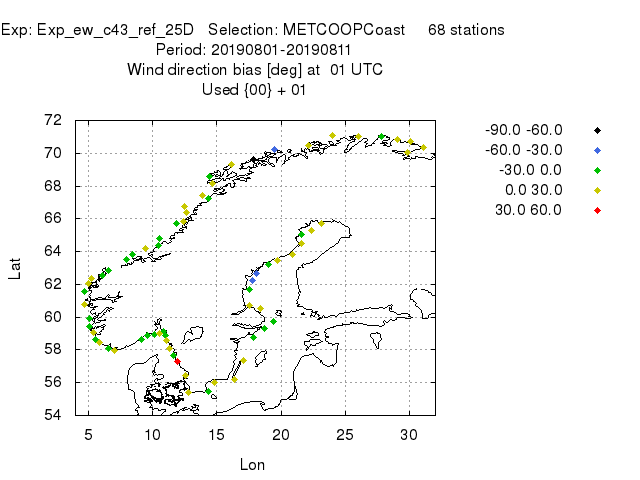 Exp: Exp_ew_c43_ref_25D   Selection: METCOOPCoast     68 stations
Period: 20190801-20190811
Wind direction bias [deg] at  01 UTC
Used {00} + 01
-90.0 -60.0
-60.0 -30.0
-30.0 0.0
0.0 30.0
30.0 60.0
72
70
68
66
64
62
60
58
56
54
Lat
5 10 15 20 25 30
Lon